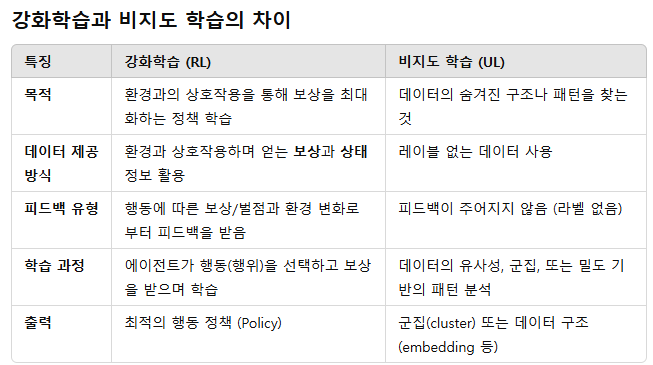 강화학습과 비지도 학습의 차이
특징 강화학습 (RL) 비지도 학습 (UL)
목적 환경과의 상호작용을 통해 보상을 최대 데이터의 숨겨진 구조나 패턴을 찾는
화하는 정책 학습 것
데이터 제공 환경과 상호작용하며 얻는 보상과 상태 레이블 없는 데이터 사용
방식 정보 활용
피드백 유형 행동에 따른 보상/벌점과 환경 변화로 피드백이 주어지지 않음 (라벨 없음)
부터 피드백을 받음
학습 과정 에이전트가 행동(행위)을 선택하고 보상 데이터의 유사성, 군집, 또는 밀도 기
을 받으며 학습 반의 패턴 분석
출력 최적의 행동 정책 (Policy) 군집(cluster) 또는 데이터 구조
(embedding 등)